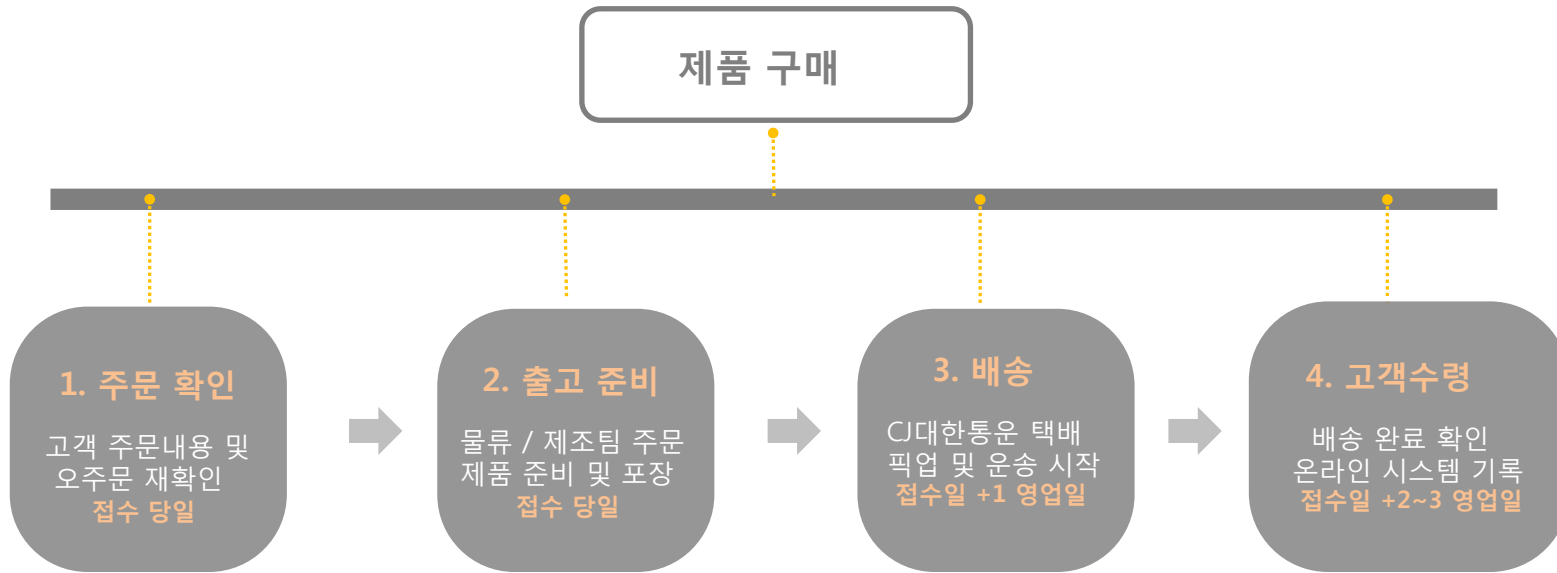 제품 구매
1. 주문 확인
고객 주문내용 및
오주문 재확인
접수 당일
2. 출고 준비
물류 / 제조팀 주문
제품 준비 및 포장
접수 당일
3. 배송
CJ대한통운 택배
픽업 및 운송 시작
접수일 +1 영업일
4. 고객수령
배송 완료 확인
온라인 시스템 기록
접수일 +2~3 영업일